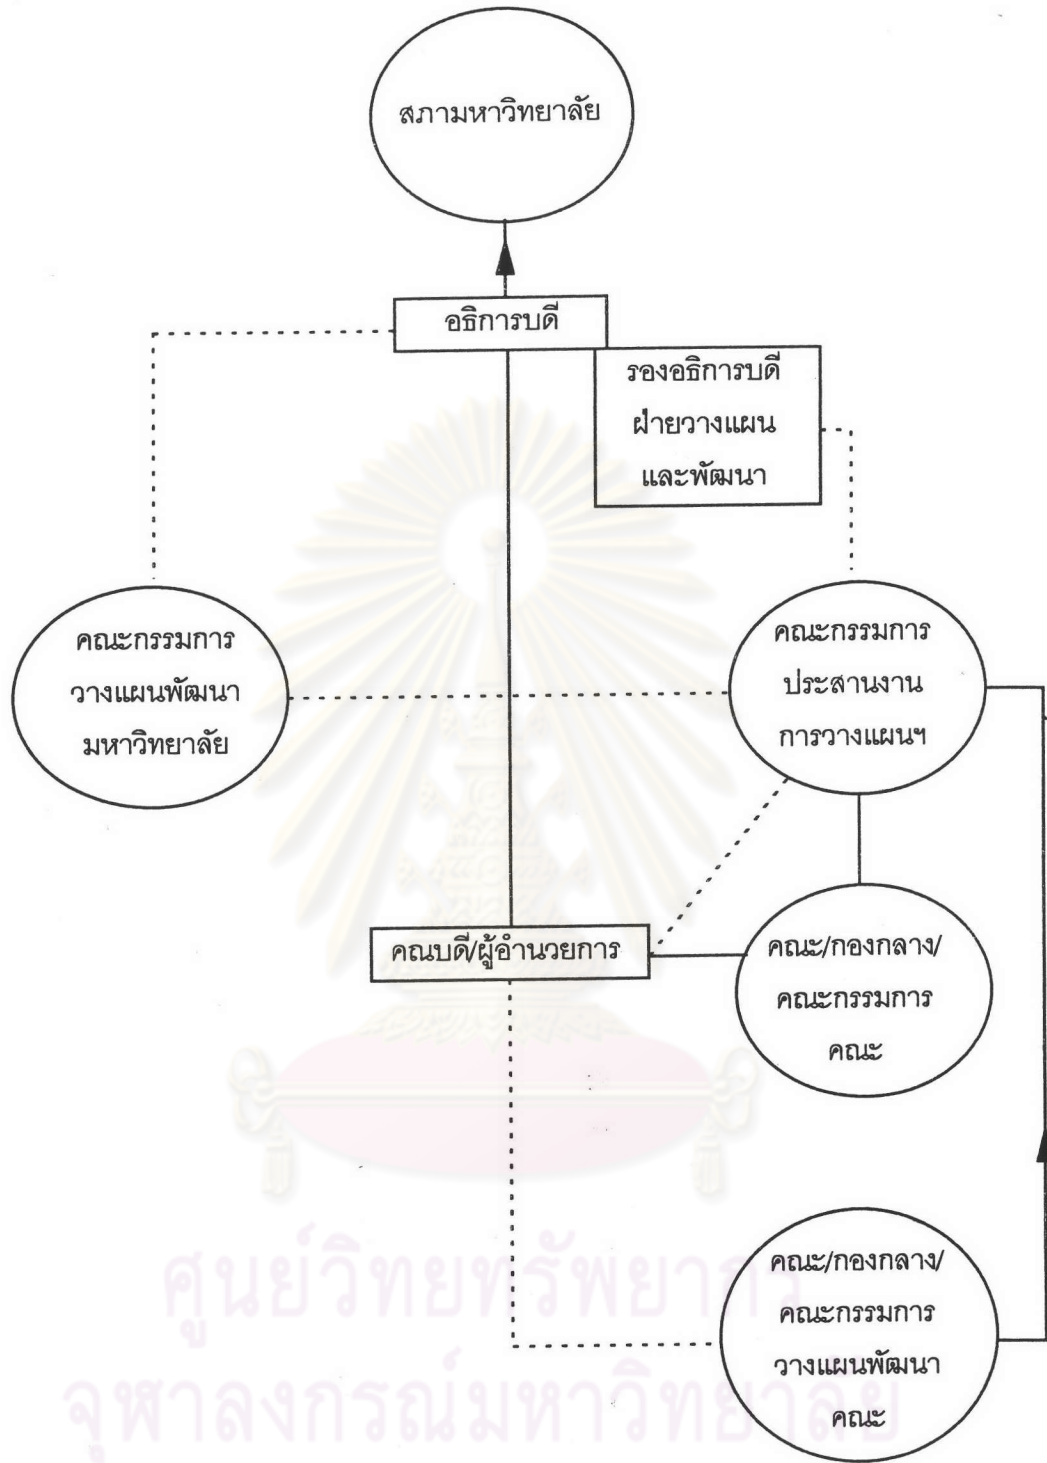 สภามหาวิทยาลัย
อธิการบดี
รองอธิการบดี
ฝ่ายวางแผน
และพัฒนา
คณะกรรมการ
วางแผนพัฒนา
มหาวิทยาลัย
คณะกรรมการ
ประสานงาน
การวางแผนฯ
คณบดี/ผู้อำนวยการ
คณะ/กองกลาง/
คณะกรรมการ
คณะ
คณะ/กองกลาง/
คณะกรรมการ
วางแผนพัฒนา
คณะ
ศูนย์วิทยทรัพยากร
จุฬาลงกรณ์มหาวิทยาลัย